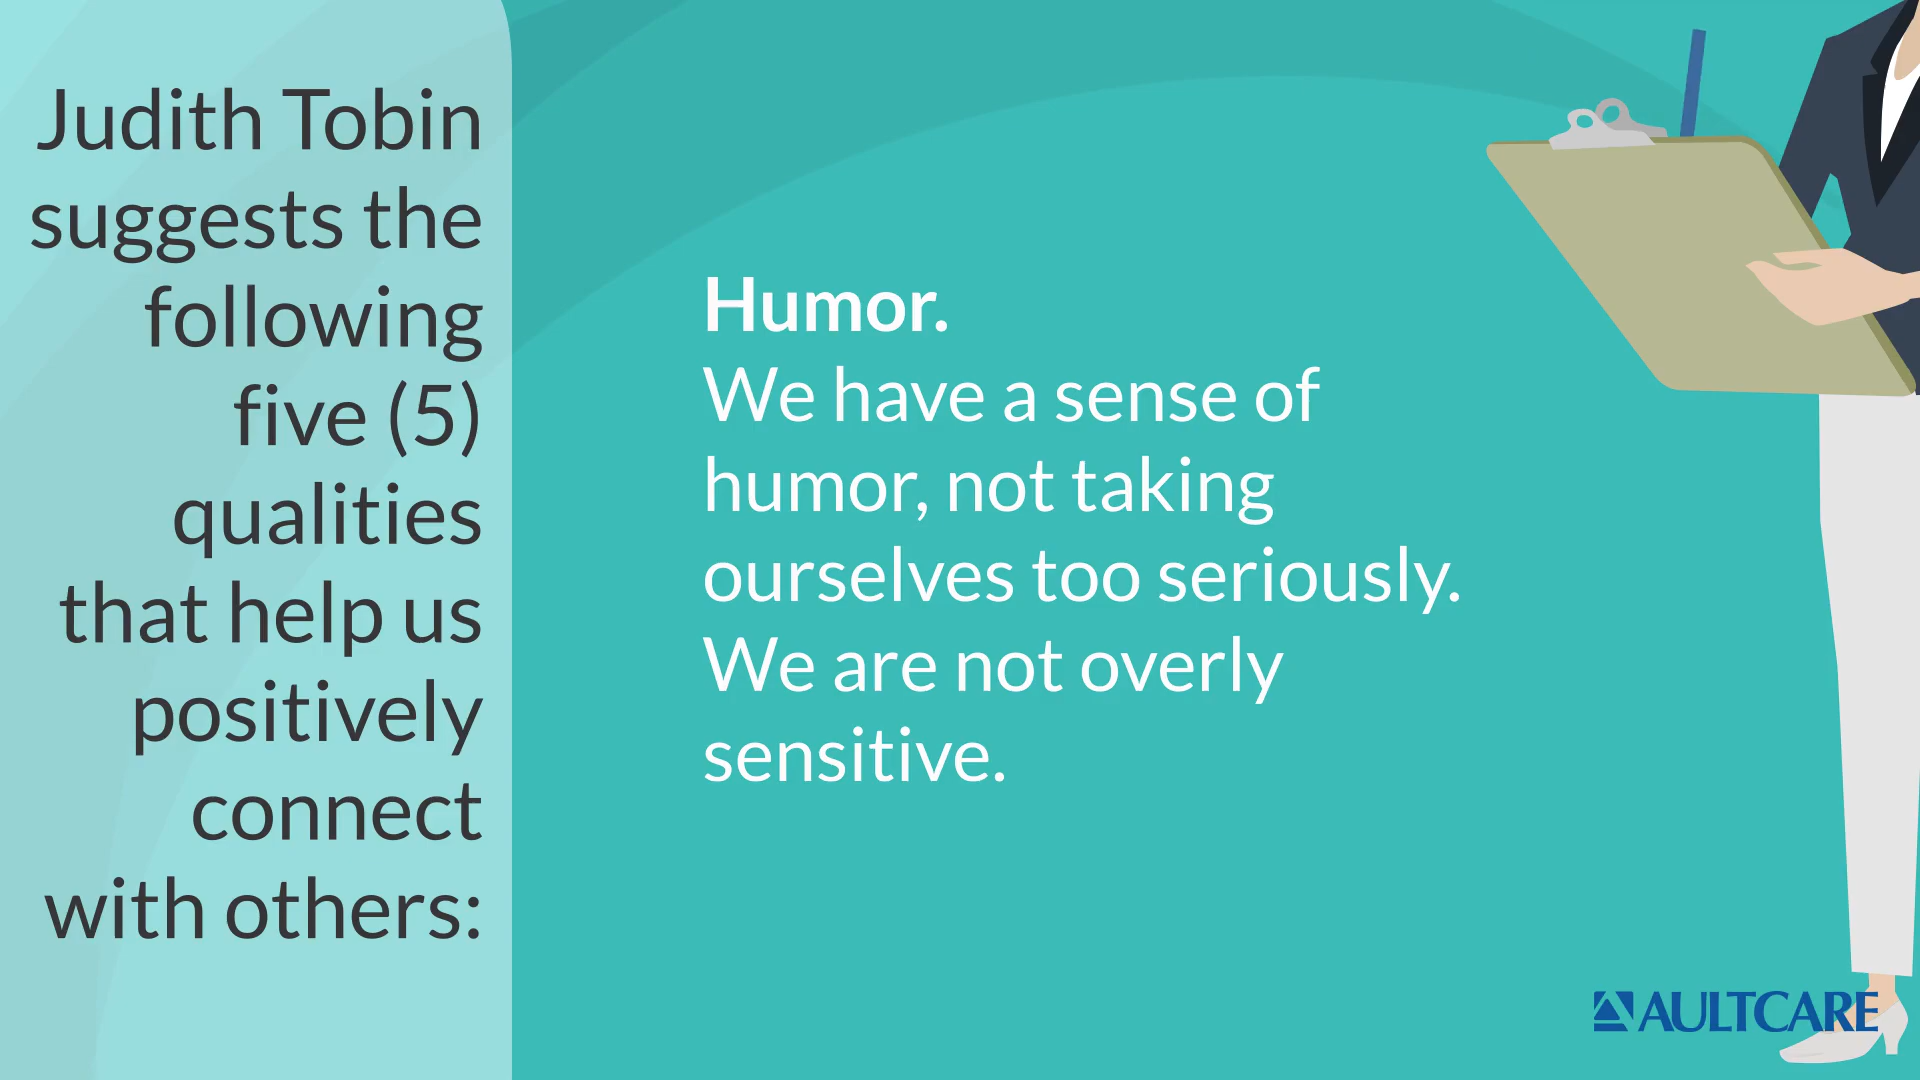 Judith Tobin
suggests the
following
five (5)
qualities
that help us
positively
connect
with others:
Humor.
We have a sense of
humor, not taking
ourselves too seriously.
We are not overly
sensitive.
AULTCARE